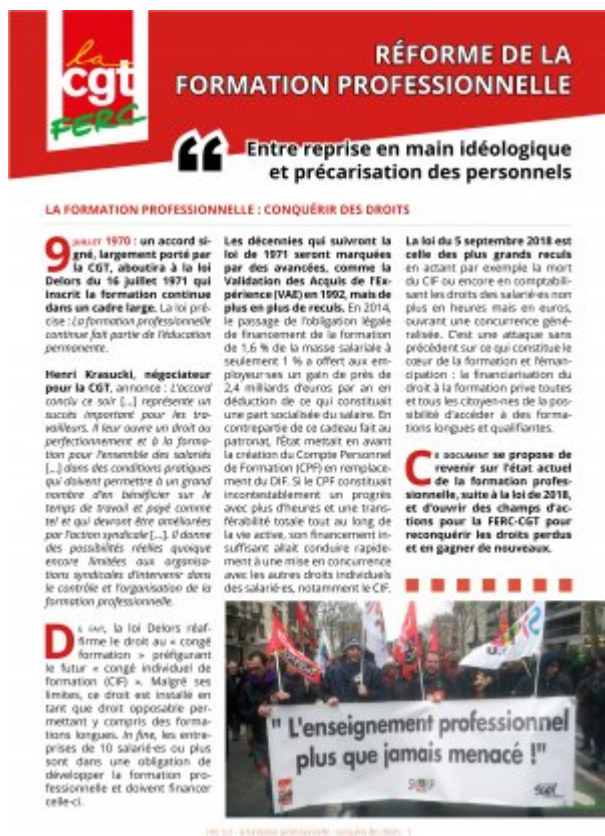 la
cgt
FERC
RÉFORME DE LA
FORMATION PROFESSIONNELLE
Entre reprise en main idéologique
et précarisation des personnels
LA FORMATION PROFESSIONNELLE : CONQUÉRIR DES DROITS
9 JUILLET 1970 : un accord si-
gné, largement porté par
la CGT, aboutira à la loi
Delors du 16 juillet 1971 qui
inscrit la formation continue
dans un cadre large. La loi pré-
cise : La formation professionnelle
continue fait partie de l'éducation
permanente.
Henri Krasucki, négociateur
pour la CGT, annonce : L'accord
conclu ce soir [...] représente un
succès important pour les tra-
vailleurs. Il leur ouvre un droit au
perfectionnement et à la forma-
tion pour l'ensemble des salariés
[...] dans des conditions pratiques
qui doivent permettre à un grand
nombre d'en bénéficier sur le
temps de travail et payé comme
tel et qui devront être améliorées
par l'action syndicale [...]. Il donne
des possibilités réelles quoique
encore limitées aux organisa-
tions syndicales d'intervenir dans
le contrôle et l'organisation de la
formation professionnelle.
DE FAIT, la loi Delors réaf-
firme le droit au « congé
formation » préfigurant
le futur « congé individuel de
formation (CIF) ». Malgré ses
limites, ce droit est installé en
tant que droit opposable per-
mettant y compris des forma-
tions longues. In fine, les entre-
prises de 10 salarié·es ou plus
sont dans une obligation de
développer la formation pro-
fessionnelle et doivent financer
celle-ci.
Les décennies qui suivront la
loi de 1971 seront marquées
par des avancées, comme la
Validation des Acquis de l'Ex-
périence (VAE) en 1992, mais de
plus en plus de reculs. En 2014,
le passage de l'obligation légale
de financement de la formation
de 1,6 % de la masse salariale à
seulement 1 % a offert aux em-
ployeur·ses un gain de près de
2,4 milliards d'euros par an en
déduction de ce qui constituait
une part socialisée du salaire. En
contrepartie de ce cadeau fait au
patronat, l'État mettait en avant
la création du Compte Personnel
de Formation (CPF) en remplace-
ment du DIF. Si le CPF constituait
incontestablement un progrès
avec plus d'heures et une trans-
férabilité totale tout au long de
la vie active, son financement in-
suffisant allait conduire rapide-
ment à une mise en concurrence
avec les autres droits individuels
des salarié·es, notamment le CIF.
La loi du 5 septembre 2018 est
celle des plus grands reculs
en actant par exemple la mort
du CIF ou encore en comptabili-
sant les droits des salarié·es non
plus en heures mais en euros,
ouvrant une concurrence géné-
ralisée. C'est une attaque sans
précédent sur ce qui constitue le
cœur de la formation et l'éman-
cipation : la financiarisation du
droit à la formation prive toutes
et tous les citoyen·nes de la pos-
sibilité d'accéder à des forma-
tions longues et qualifiantes.
CE DOCUMENT se propose de
revenir sur l'état actuel
de la formation profes-
sionnelle, suite à la loi de 2018,
et d'ouvrir des champs d'ac-
tions pour la FERC-CGT pour
reconquérir les droits perdus
et en gagner de nouveaux.
" L'enseignement professionnel
plus que jamais menacé !"